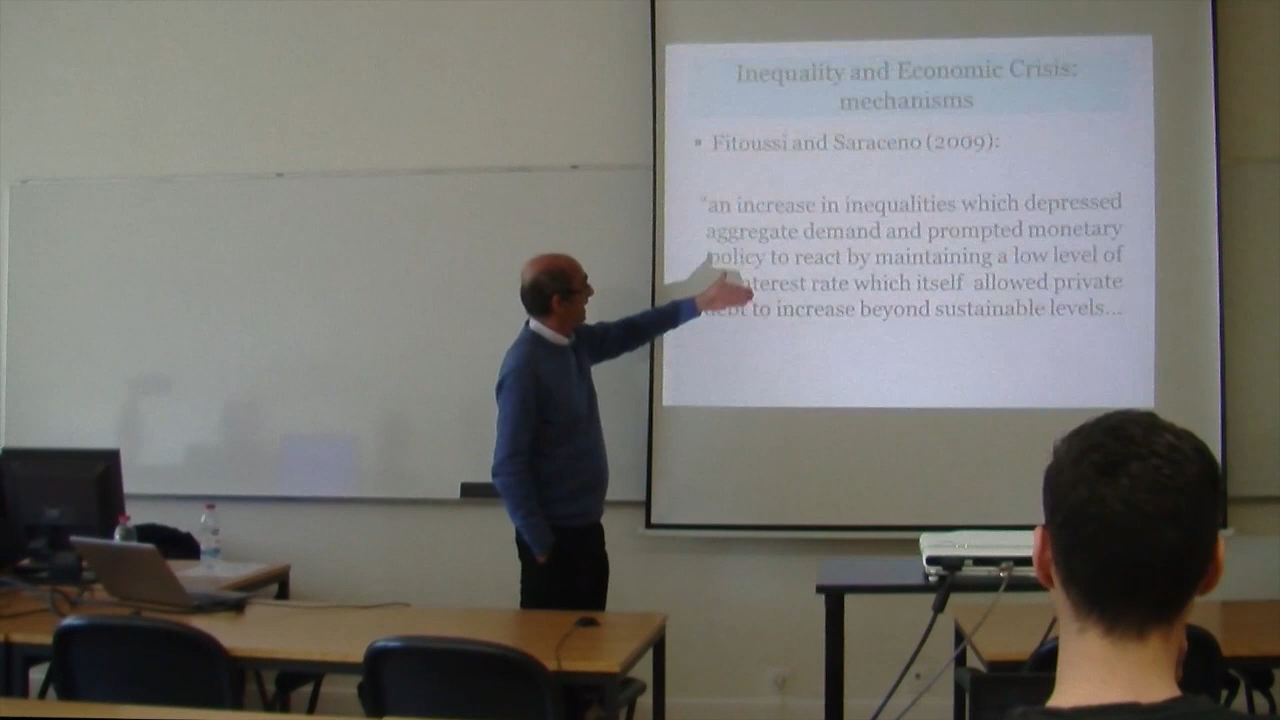 Inequality and Economic Crisis:
mechanisms
▪ Fitoussi and Saraceno (2009):
"an increase in inequalities which depressed
aggregate demand and prompted monetary
policy to react by maintaining a low level of
interest rate which itself allowed private
debt to increase beyond sustainable levels...